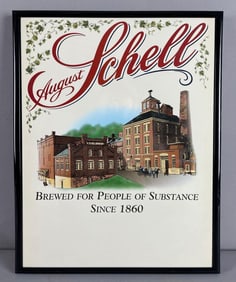 August Schell
BREWED FOR PEOPLE OF SUBSTANCE
SINCE 1860